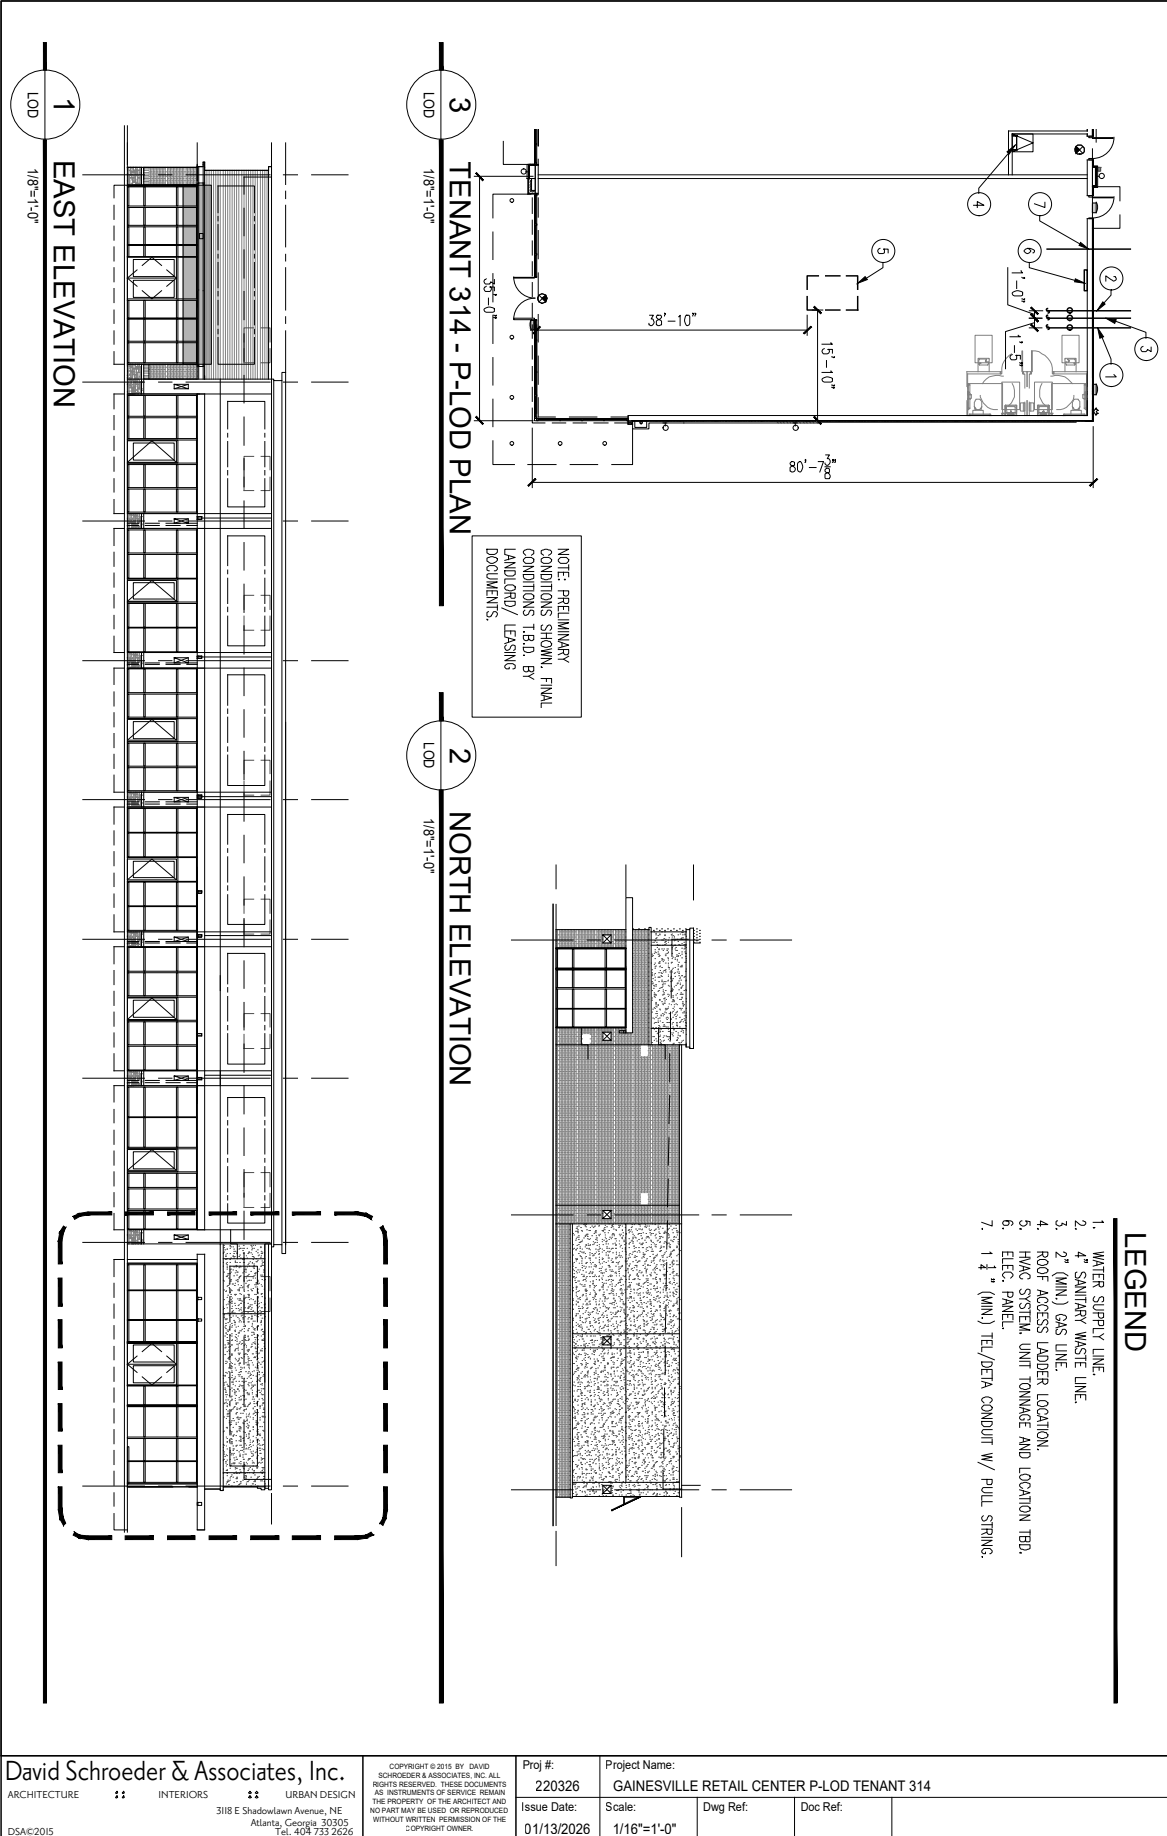 LEGEND
1. WATER SUPPLY LINE.
2. 4" SANITARY WASTE LINE.
3. 2" (MIN.) GAS LINE.
4. ROOF ACCESS LADDER LOCATION.
5. HVAC SYSTEM. UNIT TONNAGE AND LOCATION TBD.
6. ELEC. PANEL.
7. 1 1/4" (MIN.) TEL/DETA CONDUIT W/ PULL STRING.
4
7
6
2
3
1
5
1'-0"
1'-5"
38'-10"
15'-10"
35'-0"
80'-7 3/8"
3
LOD
TENANT 314 - P-LOD PLAN
1/8"=1'-0"
NOTE: PRELIMINARY
CONDITIONS SHOWN. FINAL
CONDITIONS T.B.D. BY
LANDLORD/ LEASING
DOCUMENTS.
2
LOD
NORTH ELEVATION
1/8"=1'-0"
1
LOD
EAST ELEVATION
1/8"=1'-0"
David Schroeder & Associates, Inc.
ARCHITECTURE INTERIORS URBAN DESIGN
3118 E Shadowlawn Avenue, NE
Atlanta, Georgia 30305
Tel. 404 733 2626
DSA©2015
COPYRIGHT © 2015 BY DAVID
SCHROEDER & ASSOCIATES, INC. ALL
RIGHTS RESERVED. THESE DOCUMENTS
AS INSTRUMENTS OF SERVICE REMAIN
THE PROPERTY OF THE ARCHITECT AND
NO PART MAY BE USED OR REPRODUCED
WITHOUT WRITTEN PERMISSION OF THE
COPYRIGHT OWNER.
Proj #:
220326
Project Name:
GAINESVILLE RETAIL CENTER P-LOD TENANT 314
Issue Date:
01/13/2026
Scale:
1/16"=1'-0"
Dwg Ref:
Doc Ref: